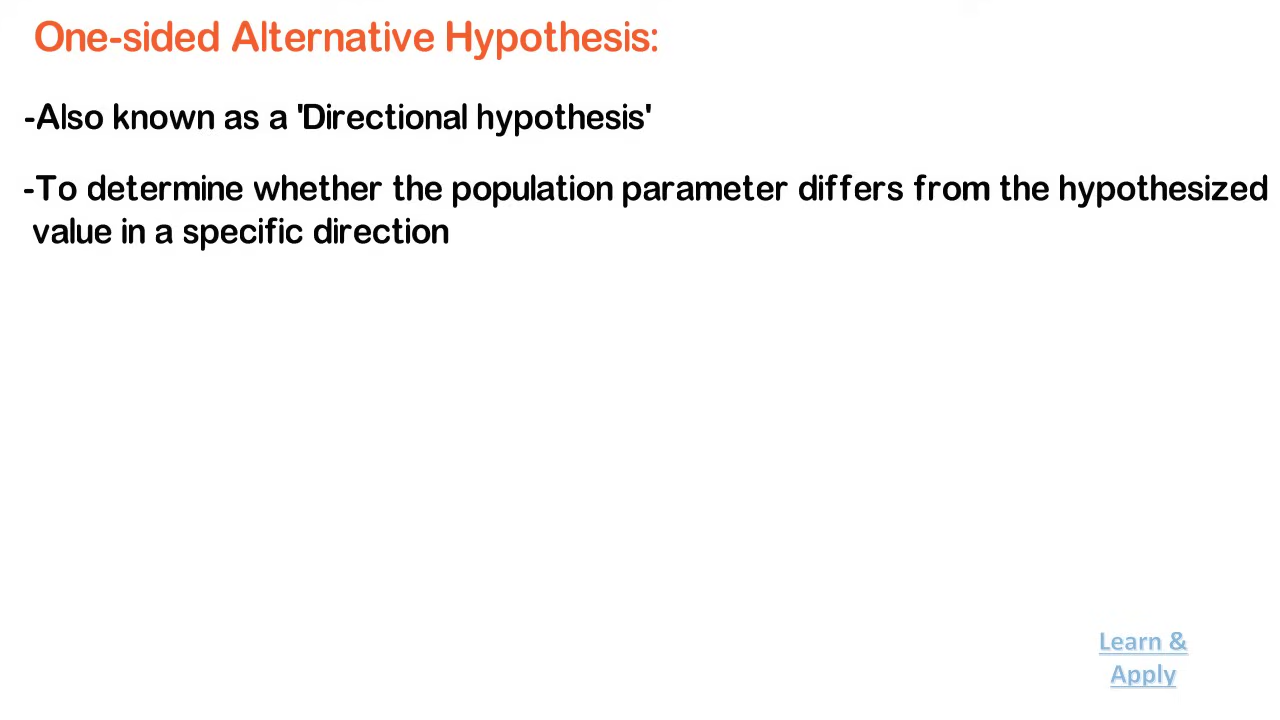 One-sided Alternative Hypothesis:
-Also known as a 'Directional hypothesis'
-To determine whether the population parameter differs from the hypothesized
value in a specific direction
Learn &
Apply